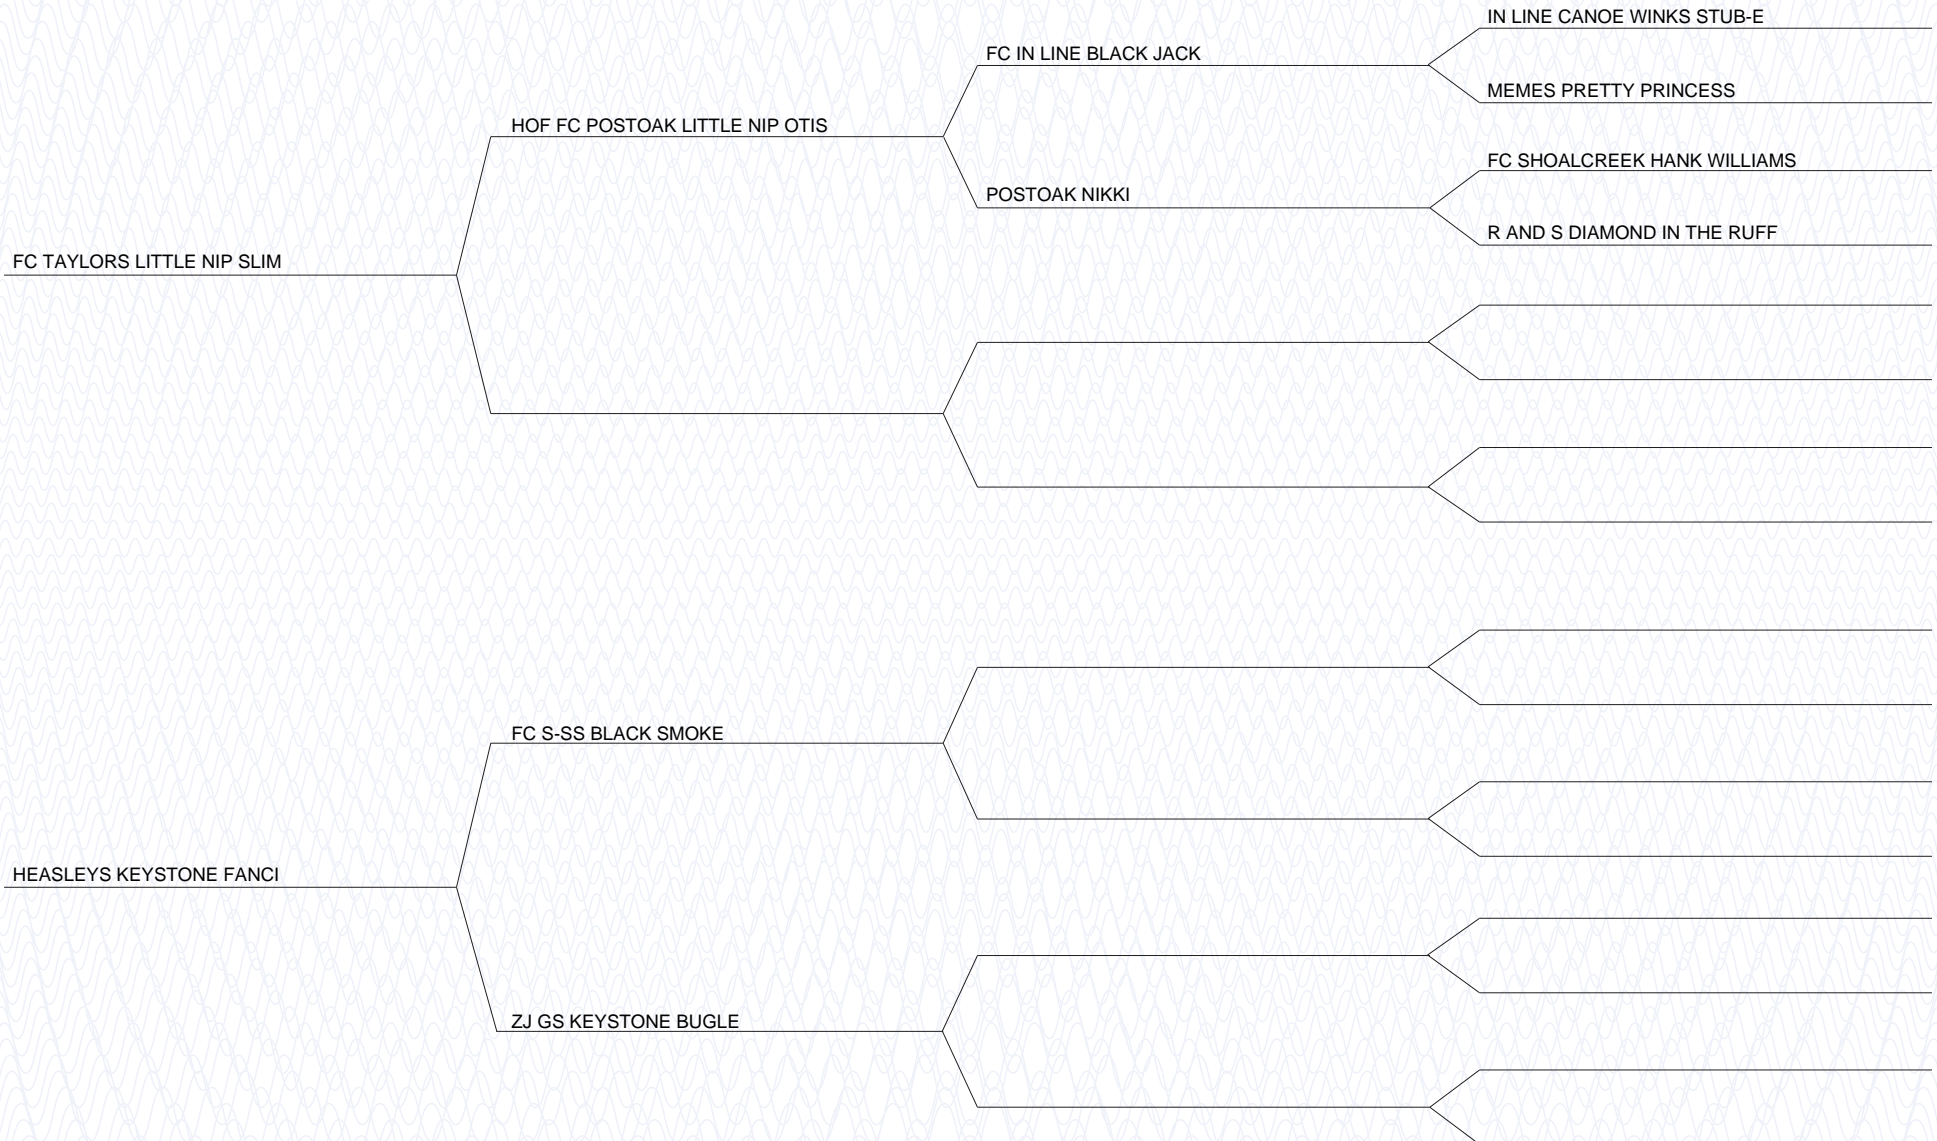 IN LINE CANOE WINKS STUB-E
FC IN LINE BLACK JACK
MEMES PRETTY PRINCESS
HOF FC POSTOAK LITTLE NIP OTIS
FC SHOALCREEK HANK WILLIAMS
POSTOAK NIKKI
R AND S DIAMOND IN THE RUFF
FC TAYLORS LITTLE NIP SLIM
FC S-SS BLACK SMOKE
HEASLEYS KEYSTONE FANCI
ZJ GS KEYSTONE BUGLE